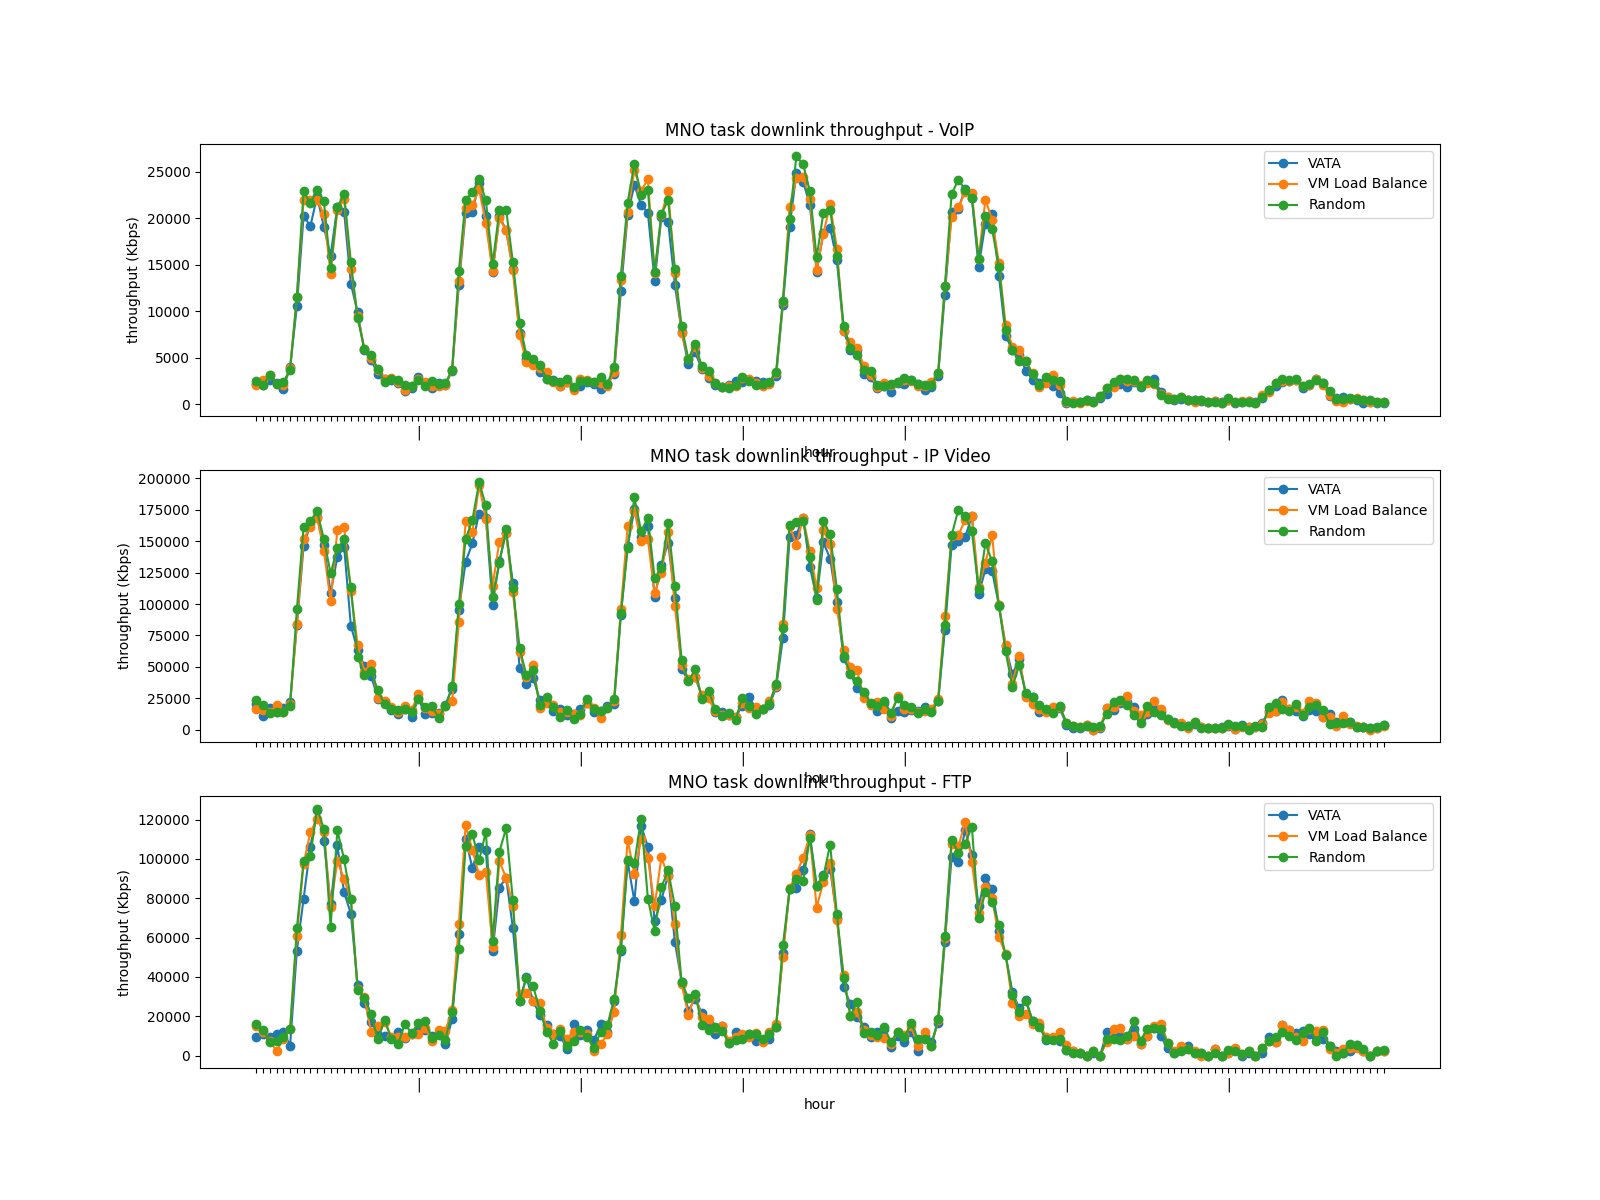 MNO task downlink throughput - VoIP
throughput (Kbps)
25000
20000
15000
10000
5000
0
VATA
VM Load Balance
Random
hour
MNO task downlink throughput - IP Video
throughput (Kbps)
200000
175000
150000
125000
100000
75000
50000
25000
0
VATA
VM Load Balance
Random
hour
MNO task downlink throughput - FTP
throughput (Kbps)
120000
100000
80000
60000
40000
20000
0
VATA
VM Load Balance
Random
hour